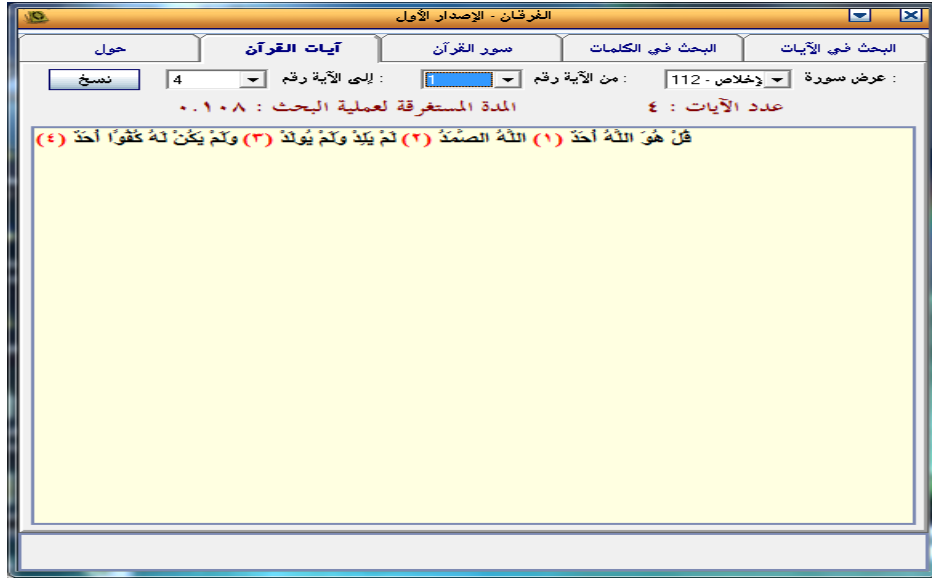 الفرقان - الإصدار الأول
البحث في الآيات البحث في الكلمات سور القرآن آيات القرآن حول
عرض سورة : إخلاص - 112 من الآية رقم : 1 إلى الآية رقم : 4 نسخ
عدد الآيات : ٤ المدة المستغرقة لعملية البحث : ٠.١٠٨
قُلْ هُوَ اللَّهُ أَحَدٌ (١) اللَّهُ الصَّمَدُ (٢) لَمْ يَلِدْ وَلَمْ يُولَدْ (٣) وَلَمْ يَكُنْ لَهُ كُفُوًا أَحَدٌ (٤)